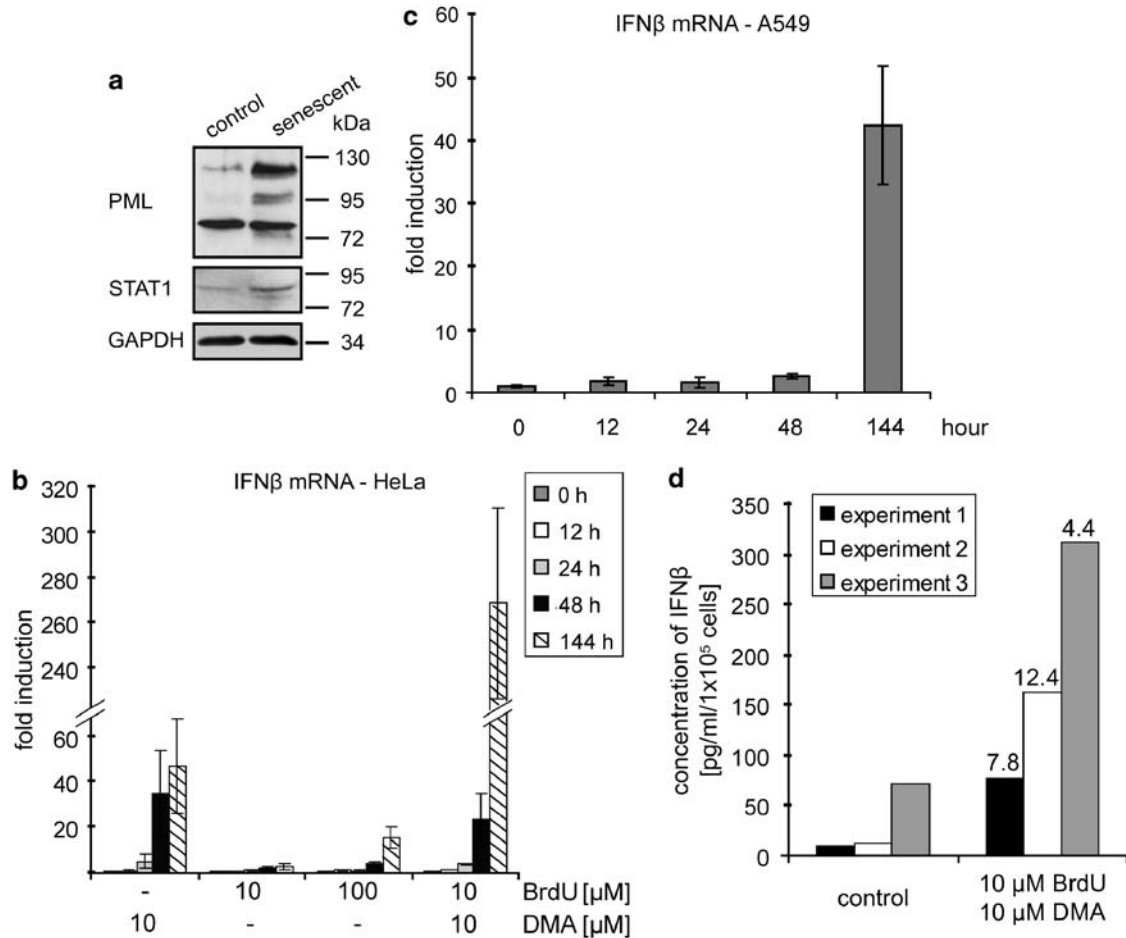 a
control
senescent
kDa
PML
130
95
72
STAT1
95
72
GAPDH
34
c
IFNβ mRNA - A549
fold induction
60
50
40
30
20
10
0
0 12 24 48 144 hour
b
IFNβ mRNA - HeLa
fold induction
320
300
280
260
240
60
40
20
0 h
12 h
24 h
48 h
144 h
- 10 100 10 BrdU [µM]
10 - - 10 DMA [µM]
d
concentration of IFNβ
[pg/ml/1x10⁵ cells]
350
300
250
200
150
100
50
0
experiment 1
experiment 2
experiment 3
7.8
12.4
4.4
control
10 µM BrdU
10 µM DMA